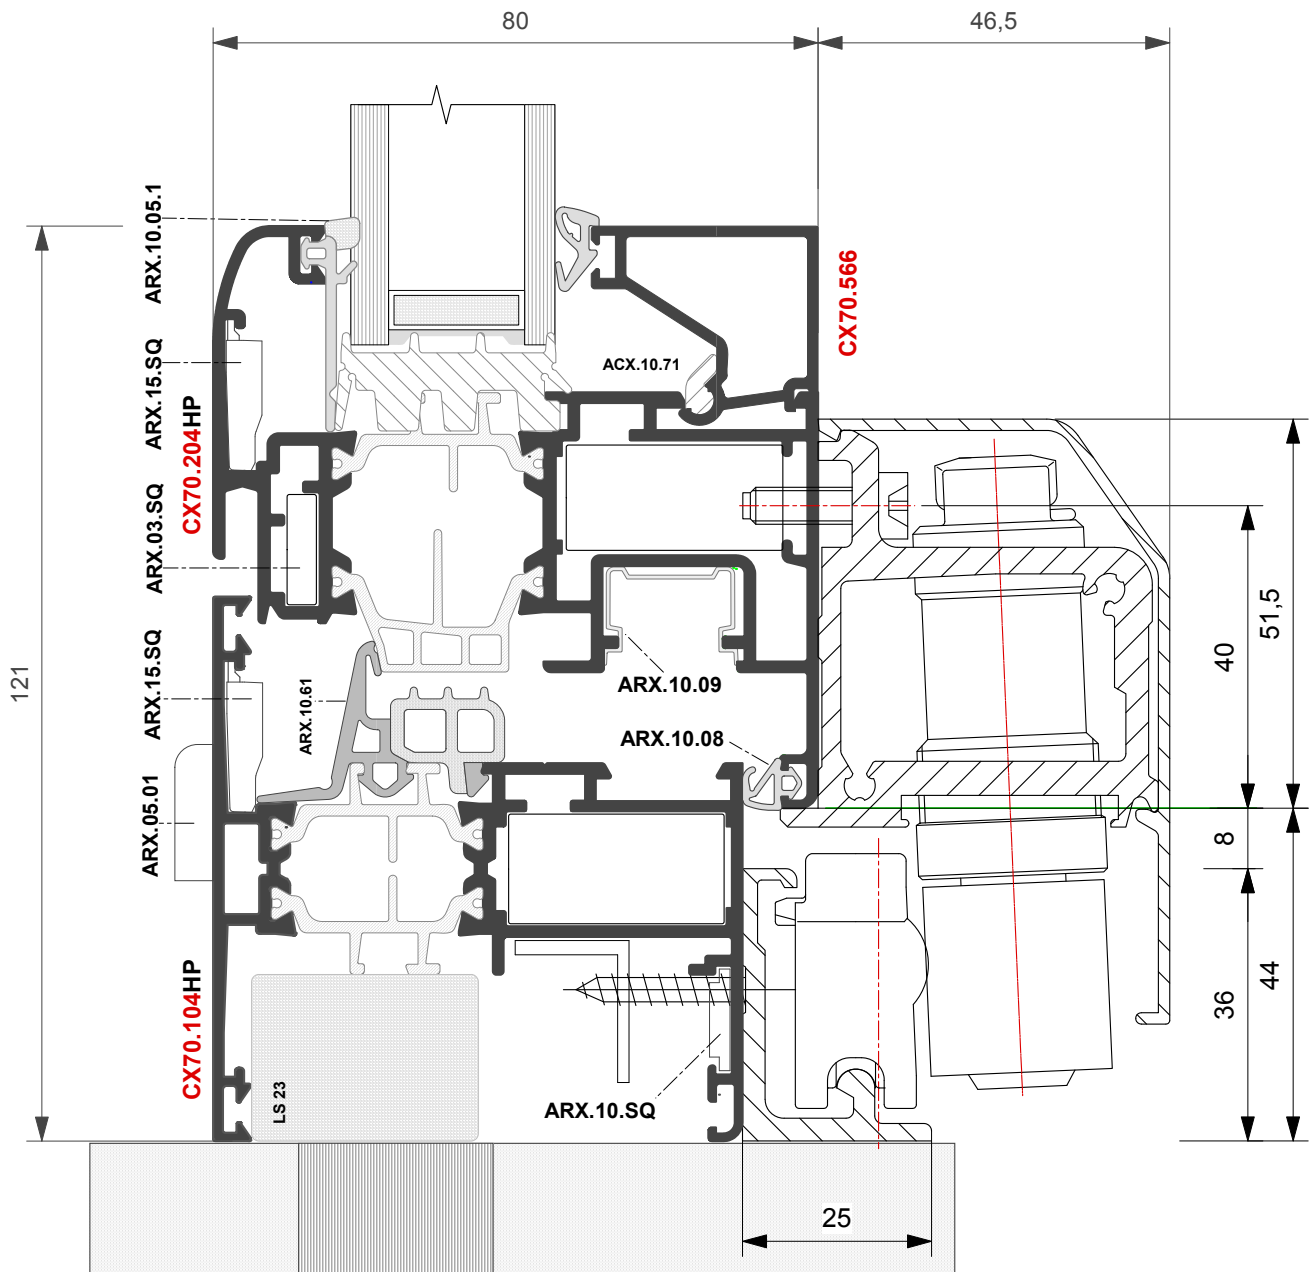 80
46,5
ARX.10.05.1
CX70.566
ARX.15.SQ
ACX.10.71
CX70.204HP
ARX.03.SQ
51,5
40
121
ARX.15.SQ
ARX.10.61
ARX.10.09
ARX.10.08
ARX.05.01
8
44
36
CX70.104HP
LS 23
ARX.10.SQ
25